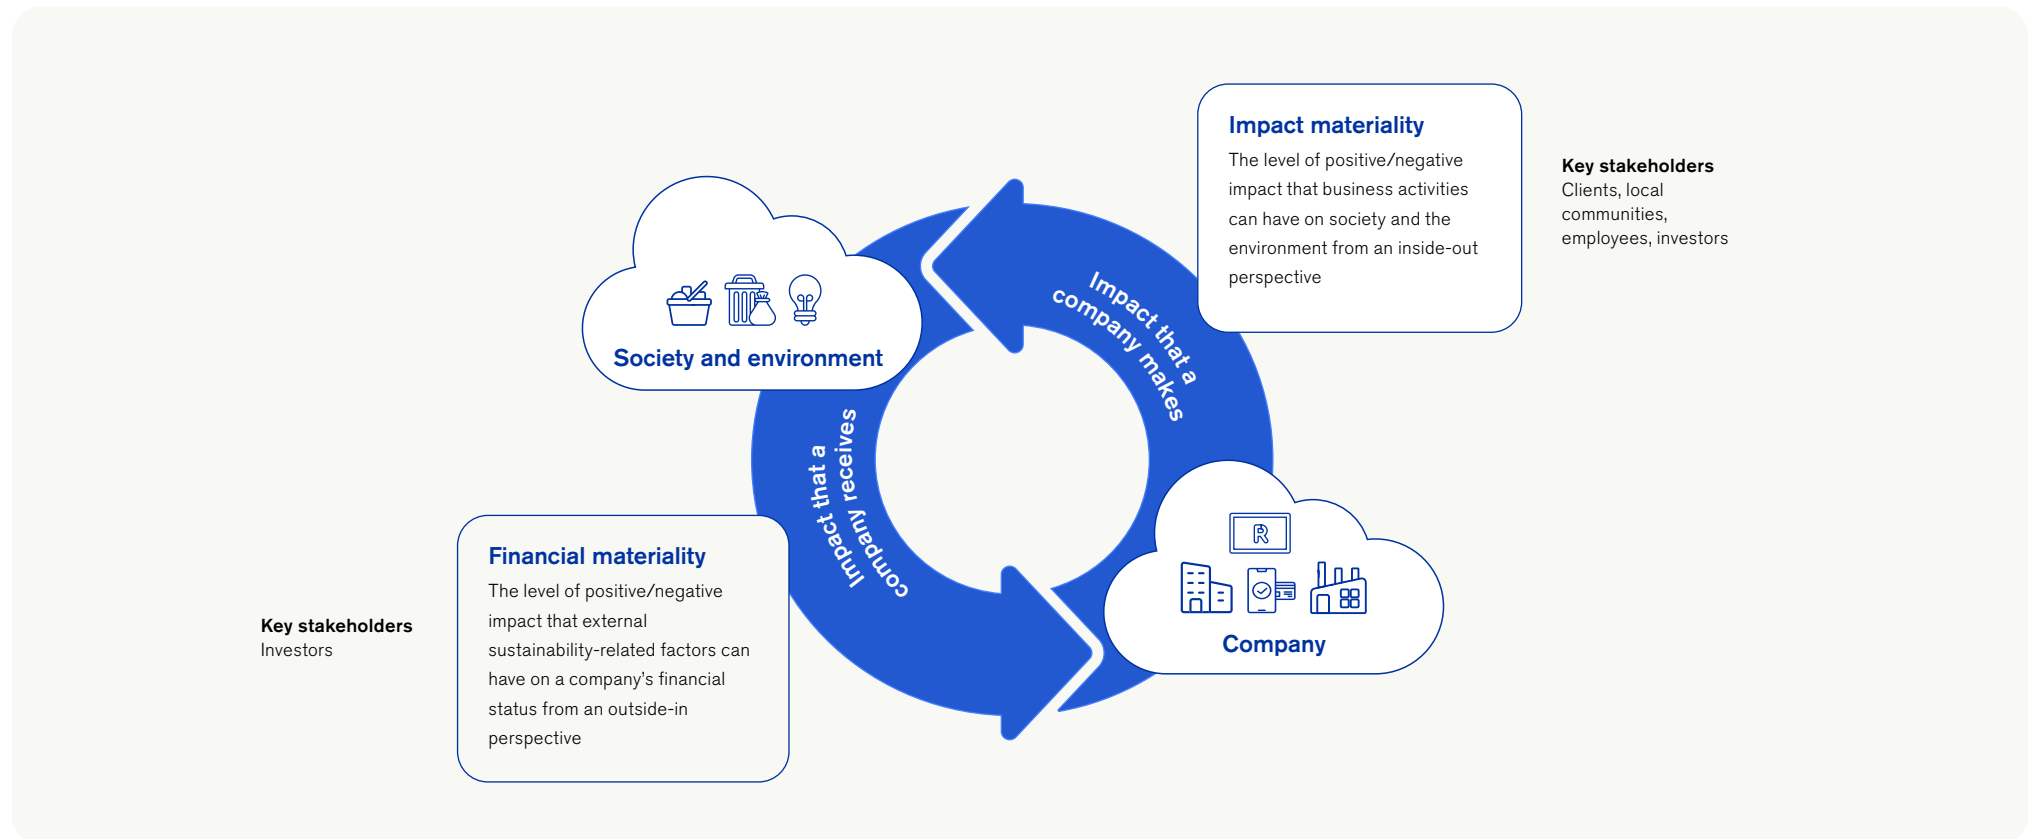 Impact materiality
The level of positive/negative
impact that business activities
can have on society and the
environment from an inside-out
perspective
Key stakeholders
Clients, local
communities,
employees, investors
Impact that a
company makes
Society and environment
Impact that a
company receives
R
Company
Financial materiality
The level of positive/negative
impact that external
sustainability-related factors can
have on a company's financial
status from an outside-in
perspective
Key stakeholders
Investors